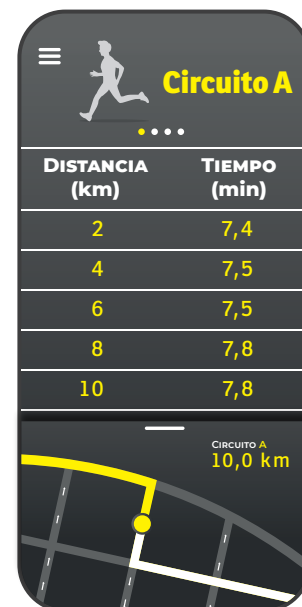 Circuito A
DISTANCIA (km) TIEMPO (min)
2 7,4
4 7,5
6 7,5
8 7,8
10 7,8
CIRCUITO A
10,0 km